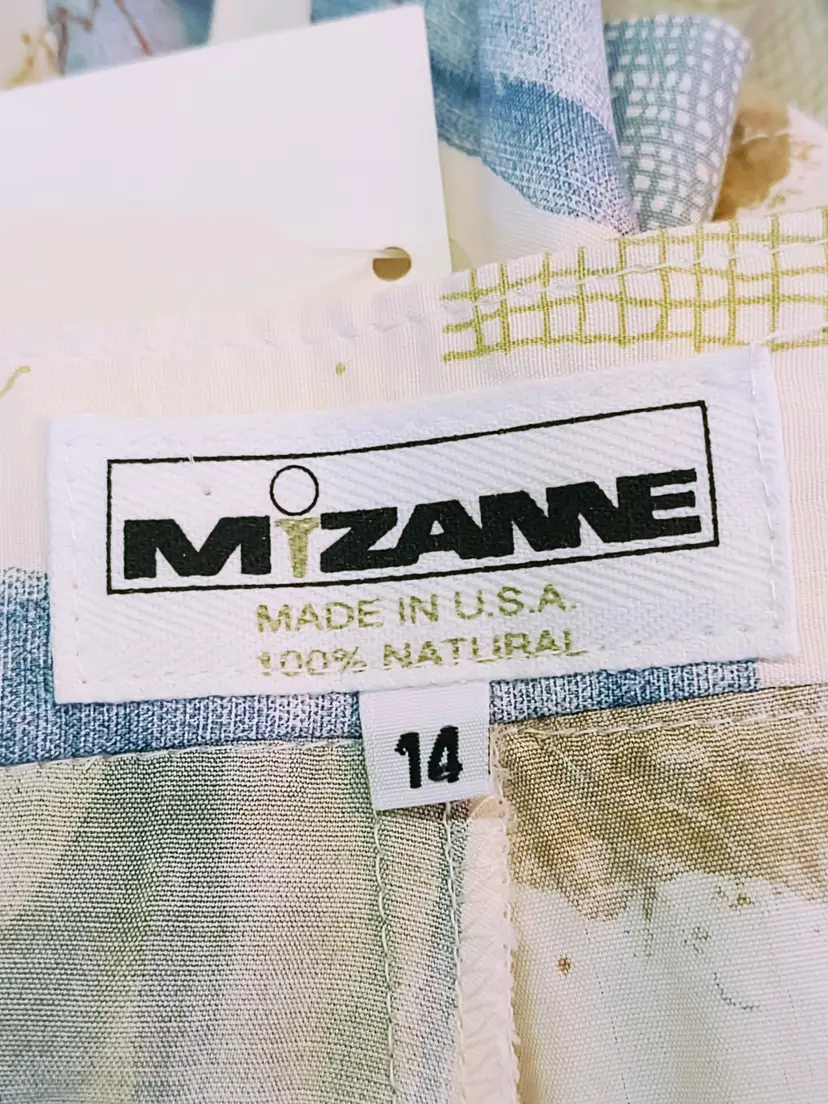 MiZANNE
MADE IN U.S.A.
100% NATURAL
14